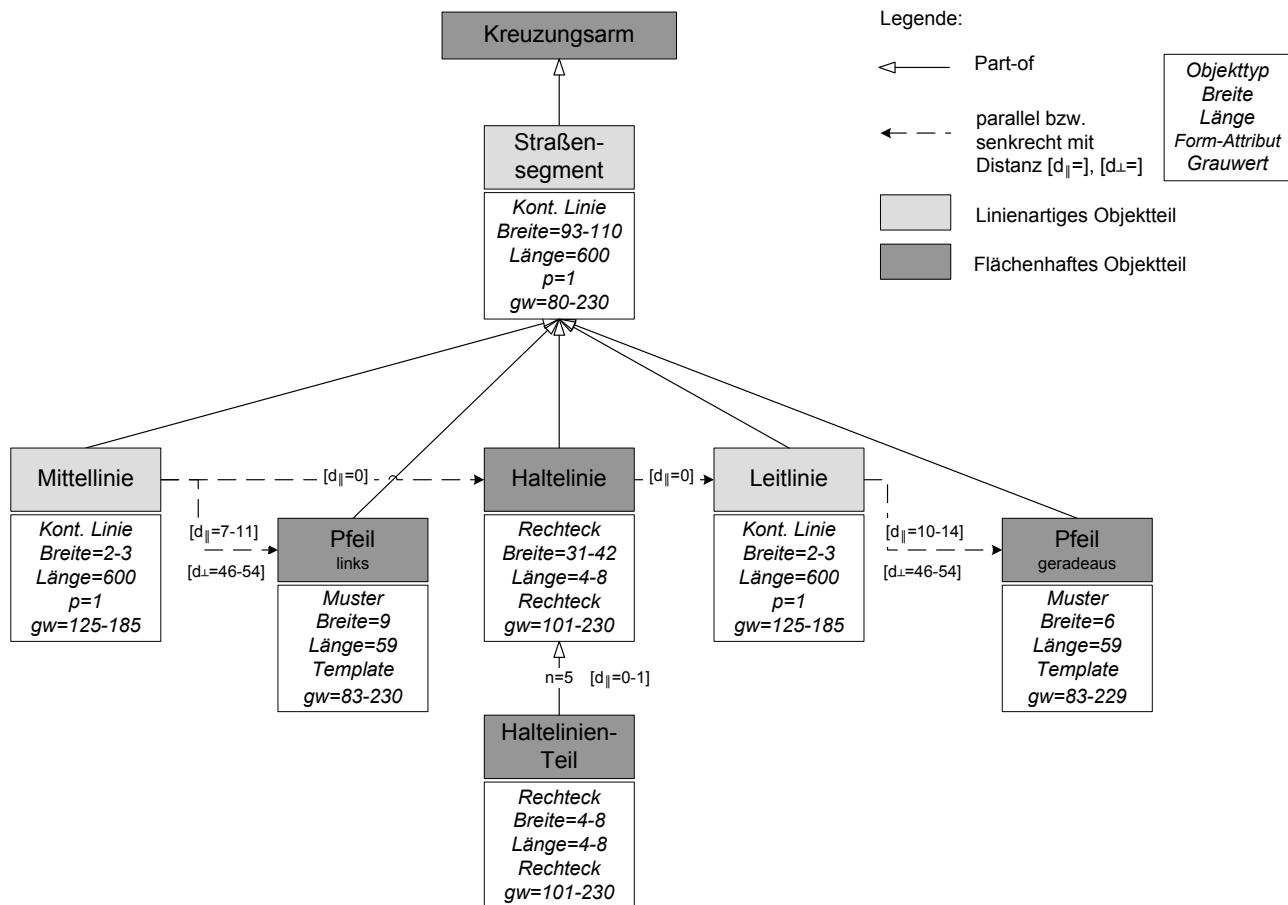 Kreuzungsarm
Legende:
Part-of
parallel bzw.
senkrecht mit
Distanz [d∥=], [d⊥=]
Objekttyp
Breite
Länge
Form-Attribut
Grauwert
Linienartiges Objektteil
Flächenhaftes Objektteil
Straßen-
segment
Kont. Linie
Breite=93-110
Länge=600
p=1
gw=80-230
Mittellinie
Kont. Linie
Breite=2-3
Länge=600
p=1
gw=125-185
[d∥=0]
[d∥=7-11]
[d⊥=46-54]
Pfeil
links
Muster
Breite=9
Länge=59
Template
gw=83-230
Haltelinie
Rechteck
Breite=31-42
Länge=4-8
Rechteck
gw=101-230
[d∥=0]
Leitlinie
Kont. Linie
Breite=2-3
Länge=600
p=1
gw=125-185
[d∥=10-14]
[d⊥=46-54]
Pfeil
geradeaus
Muster
Breite=6
Länge=59
Template
gw=83-229
n=5 [d∥=0-1]
Haltelinien-
Teil
Rechteck
Breite=4-8
Länge=4-8
Rechteck
gw=101-230